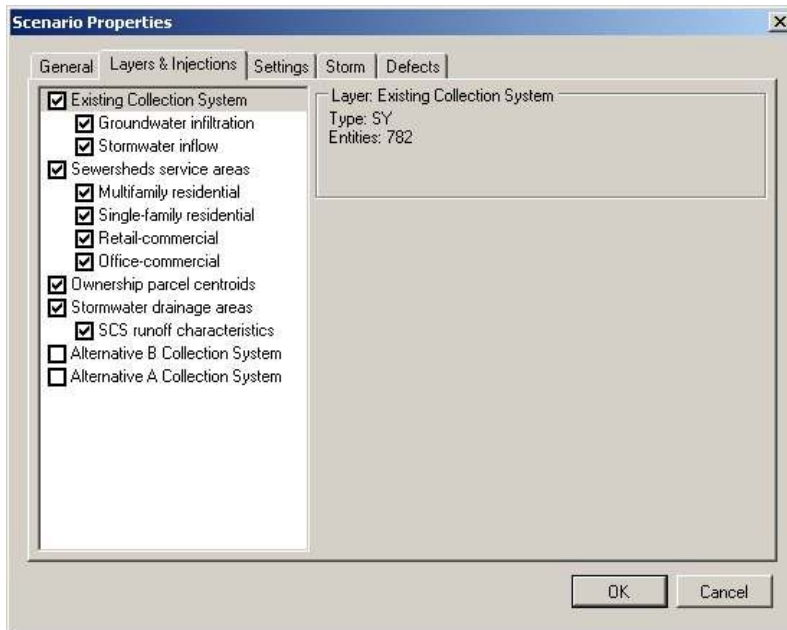 Scenario Properties
General Layers & Injections Settings Storm Defects
Existing Collection System
Groundwater infiltration
Stormwater inflow
Sewersheds service areas
Multifamily residential
Single-family residential
Retail-commercial
Office-commercial
Ownership parcel centroids
Stormwater drainage areas
SCS runoff characteristics
Alternative B Collection System
Alternative A Collection System
Layer: Existing Collection System
Type: SY
Entities: 782
OK Cancel